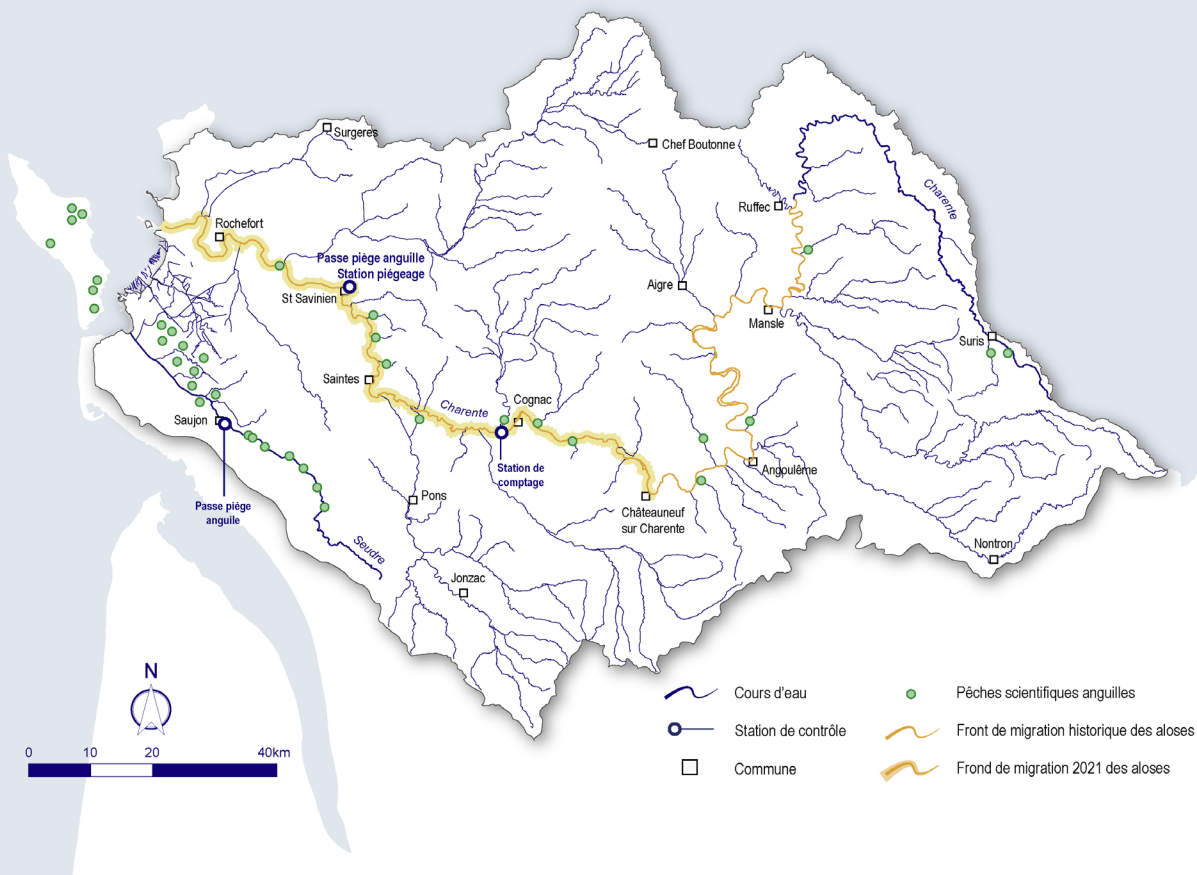 Surgeres
Chef Boutonne
Charente
Ruffec
Rochefort
Passe piège anguille
Station piégeage
St Savinien
Aigre
Mansle
Suris
Saintes
Charente
Cognac
Saujon
Station de
comptage
Angoulême
Passe piège
anguile
Pons
Châteauneuf
sur Charente
Seudre
Nontron
Jonzac
N
0 10 20 40km
Cours d'eau
Station de contrôle
Commune
Pêches scientifiques anguilles
Front de migration historique des aloses
Frond de migration 2021 des aloses